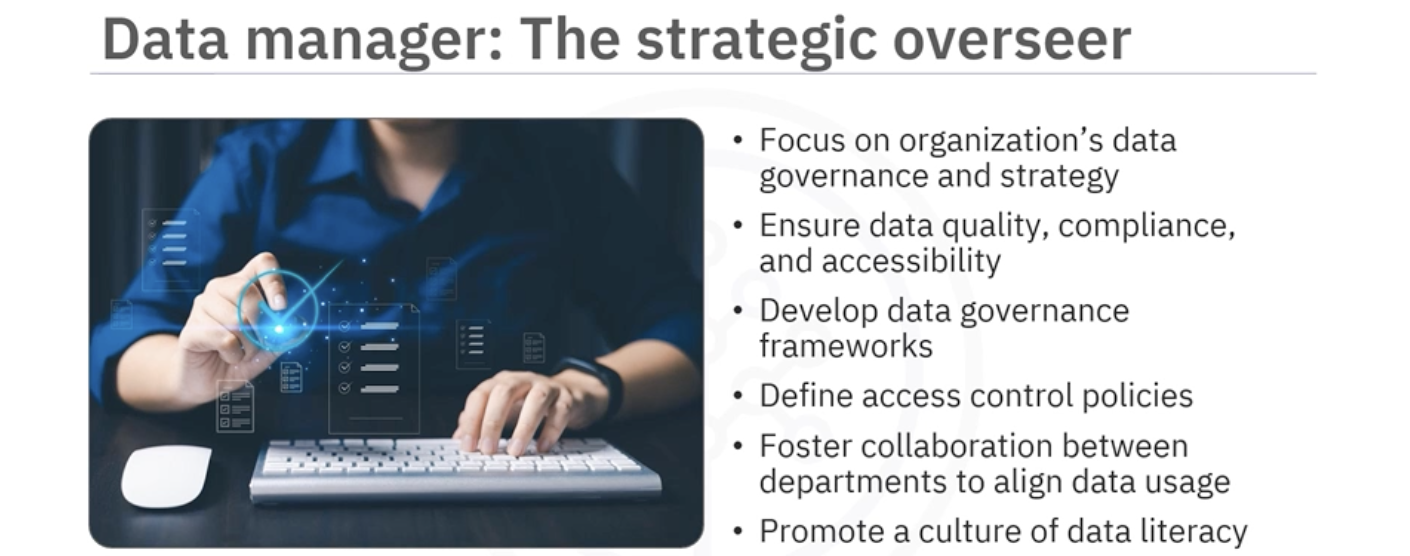 Data manager: The strategic overseer
• Focus on organization’s data
governance and strategy
• Ensure data quality, compliance,
and accessibility
• Develop data governance
frameworks
• Define access control policies
• Foster collaboration between
departments to align data usage
• Promote a culture of data literacy